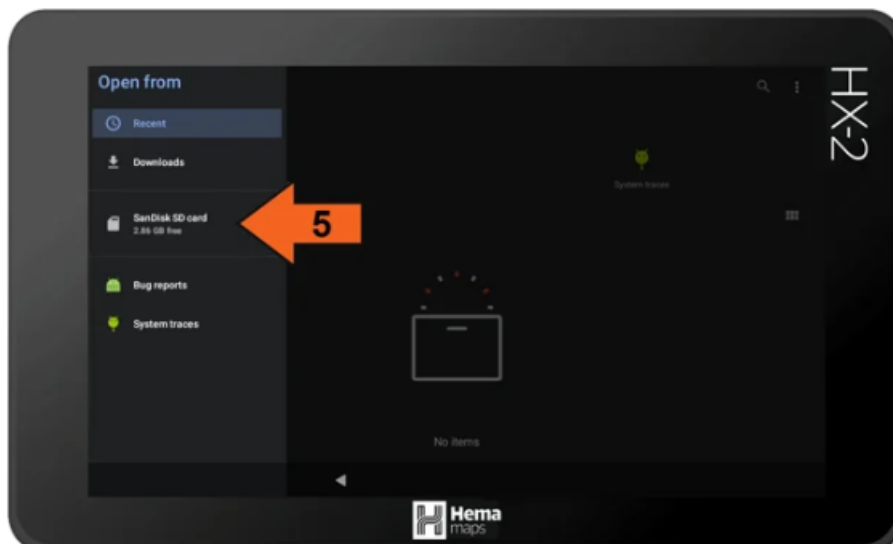 Open from
Recent
Downloads
SanDisk SD card
2.86 GB free
5
Bug reports
System traces
System traces
No items
HX-2
Hema
maps